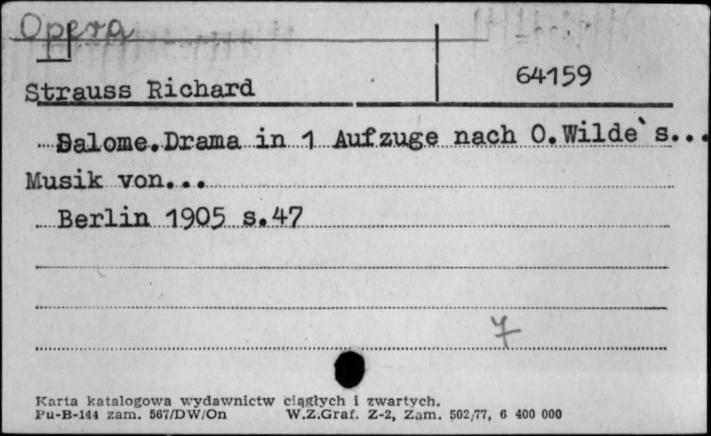 Opera
64159
Strauss Richard
Salome.Drama in 1 Aufzuge nach O.Wilde`s...
Musik von...
Berlin 1905 s.47
7
Karta katalogowa wydawnictw ciągłych i zwartych.
Pu-B-144 zam. 567/DW/On W.Z.Graf. Z-2, Zam. 502/77, 6 400 000